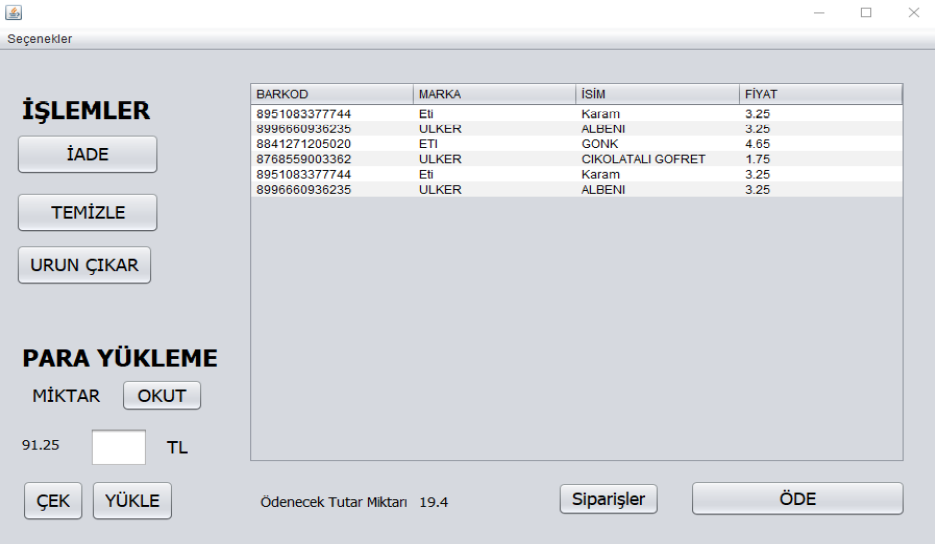 Seçenekler
İŞLEMLER
İADE
TEMİZLE
URUN ÇIKAR
BARKOD MARKA İSİM FİYAT
8951083377744 Eti Karam 3.25
8996660936235 ULKER ALBENI 3.25
8841271205020 ETI GONK 4.65
8768559003362 ULKER CIKOLATALI GOFRET 1.75
8951083377744 Eti Karam 3.25
8996660936235 ULKER ALBENI 3.25
PARA YÜKLEME
MİKTAR OKUT
91.25 TL
ÇEK YÜKLE
Ödenecek Tutar Miktarı 19.4 Siparişler ÖDE